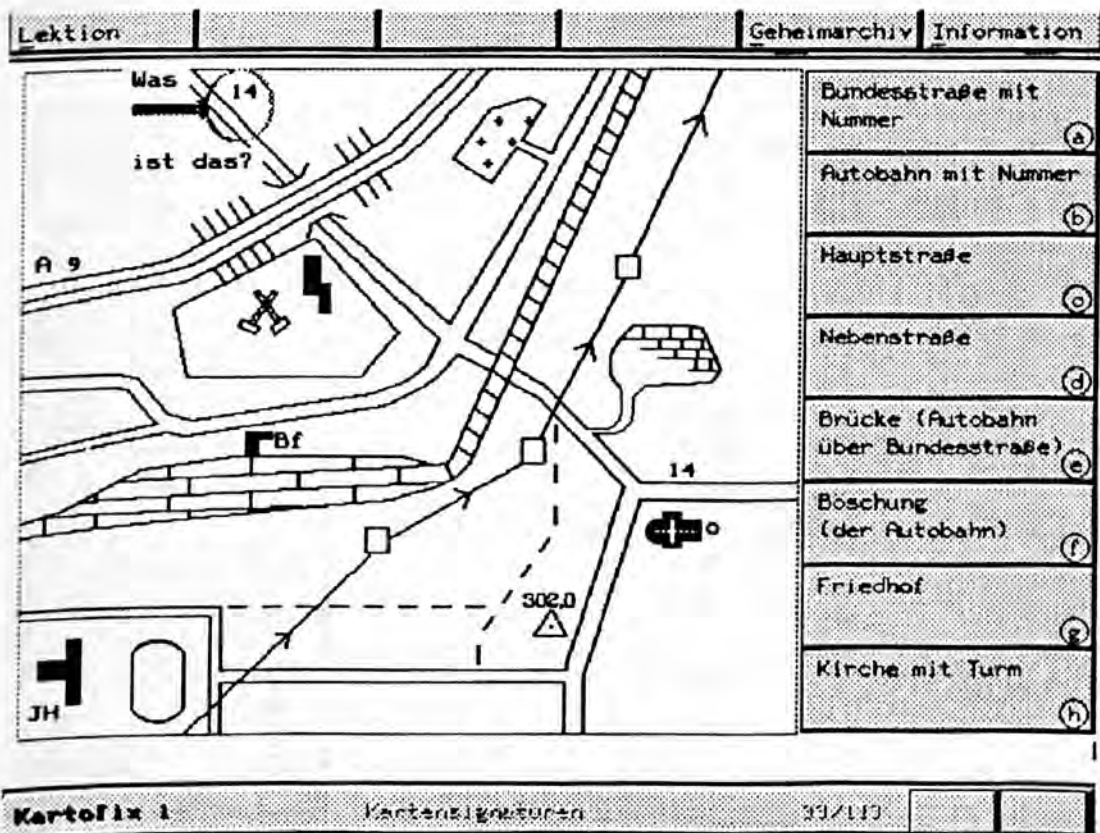 Lektion
Geheimarchiv
Information
Was
14
ist das?
A 9
Bf
14
302,0
JH
Bundesstraße mit
Nummer
a
Autobahn mit Nummer
b
Hauptstraße
c
Nebenstraße
d
Brücke (Autobahn
über Bundesstraße)
e
Böschung
(der Autobahn)
f
Friedhof
g
Kirche mit Turm
h
Kartofix 1
Kartensignaturen